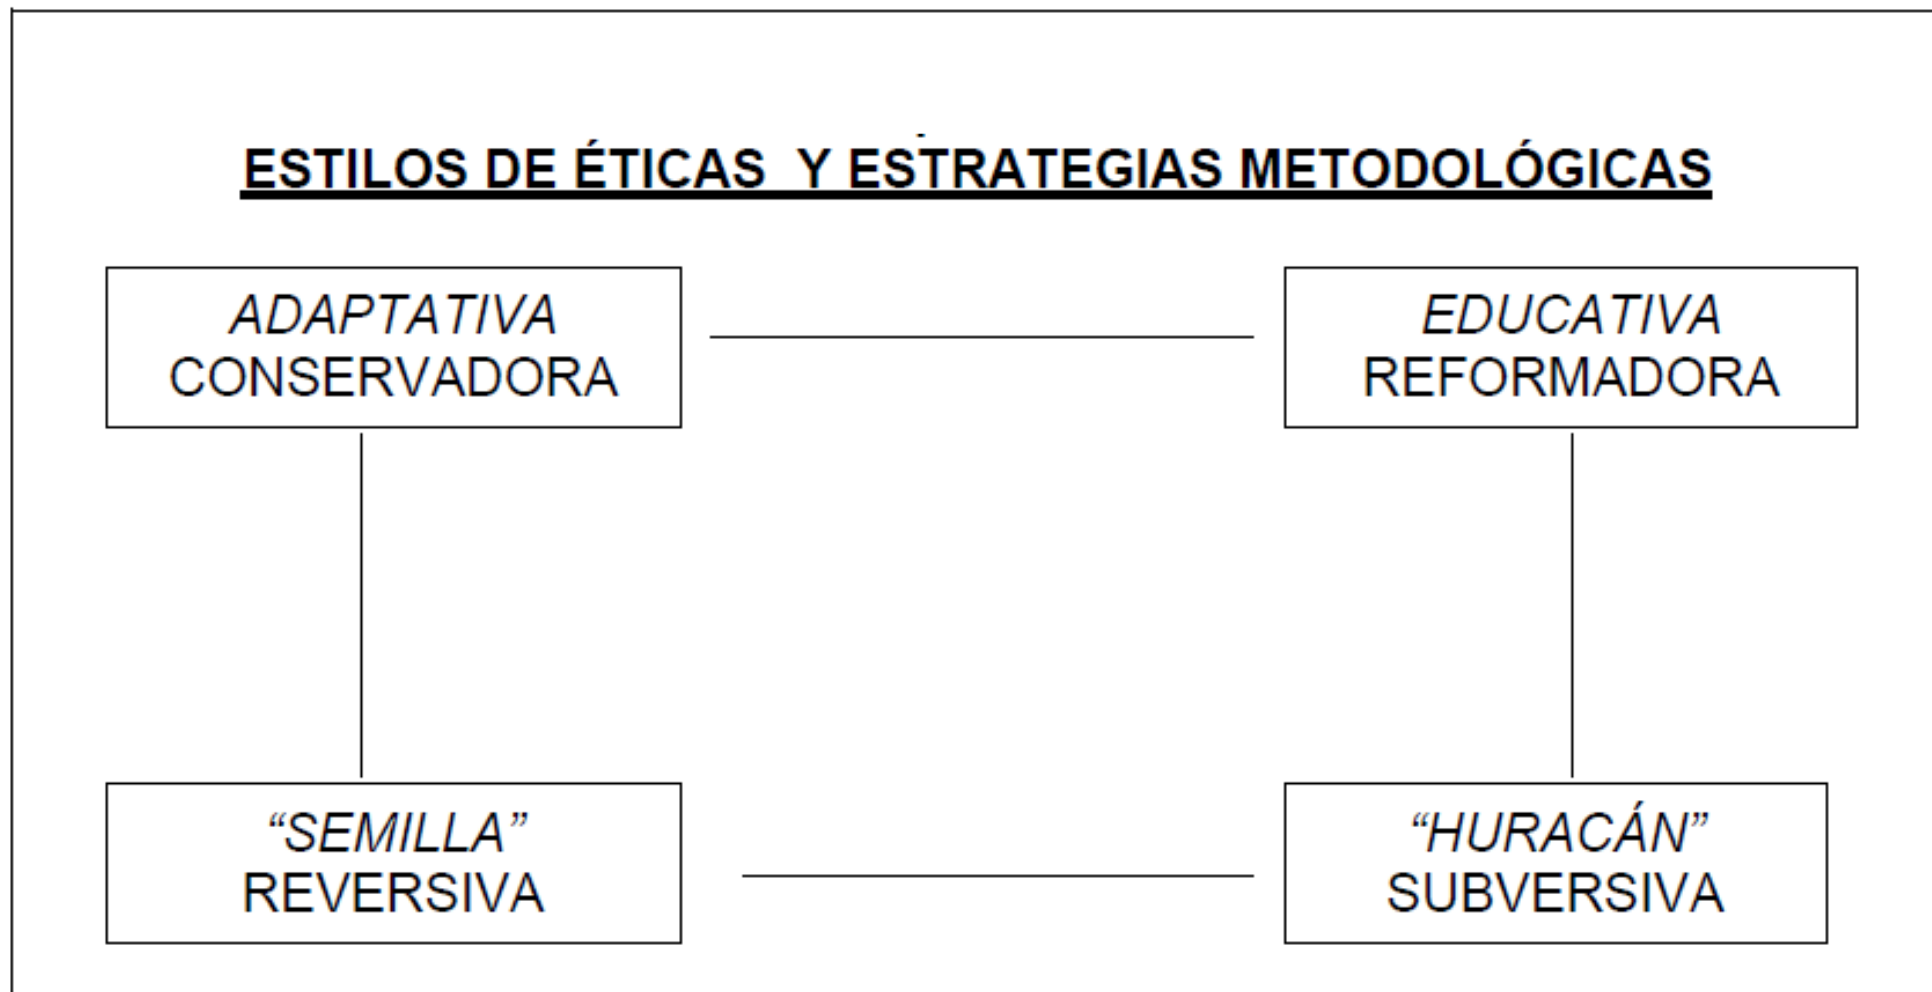 ESTILOS DE ÉTICAS Y ESTRATEGIAS METODOLÓGICAS
ADAPTATIVA
CONSERVADORA
EDUCATIVA
REFORMADORA
“SEMILLA”
REVERSIVA
“HURACÁN”
SUBVERSIVA